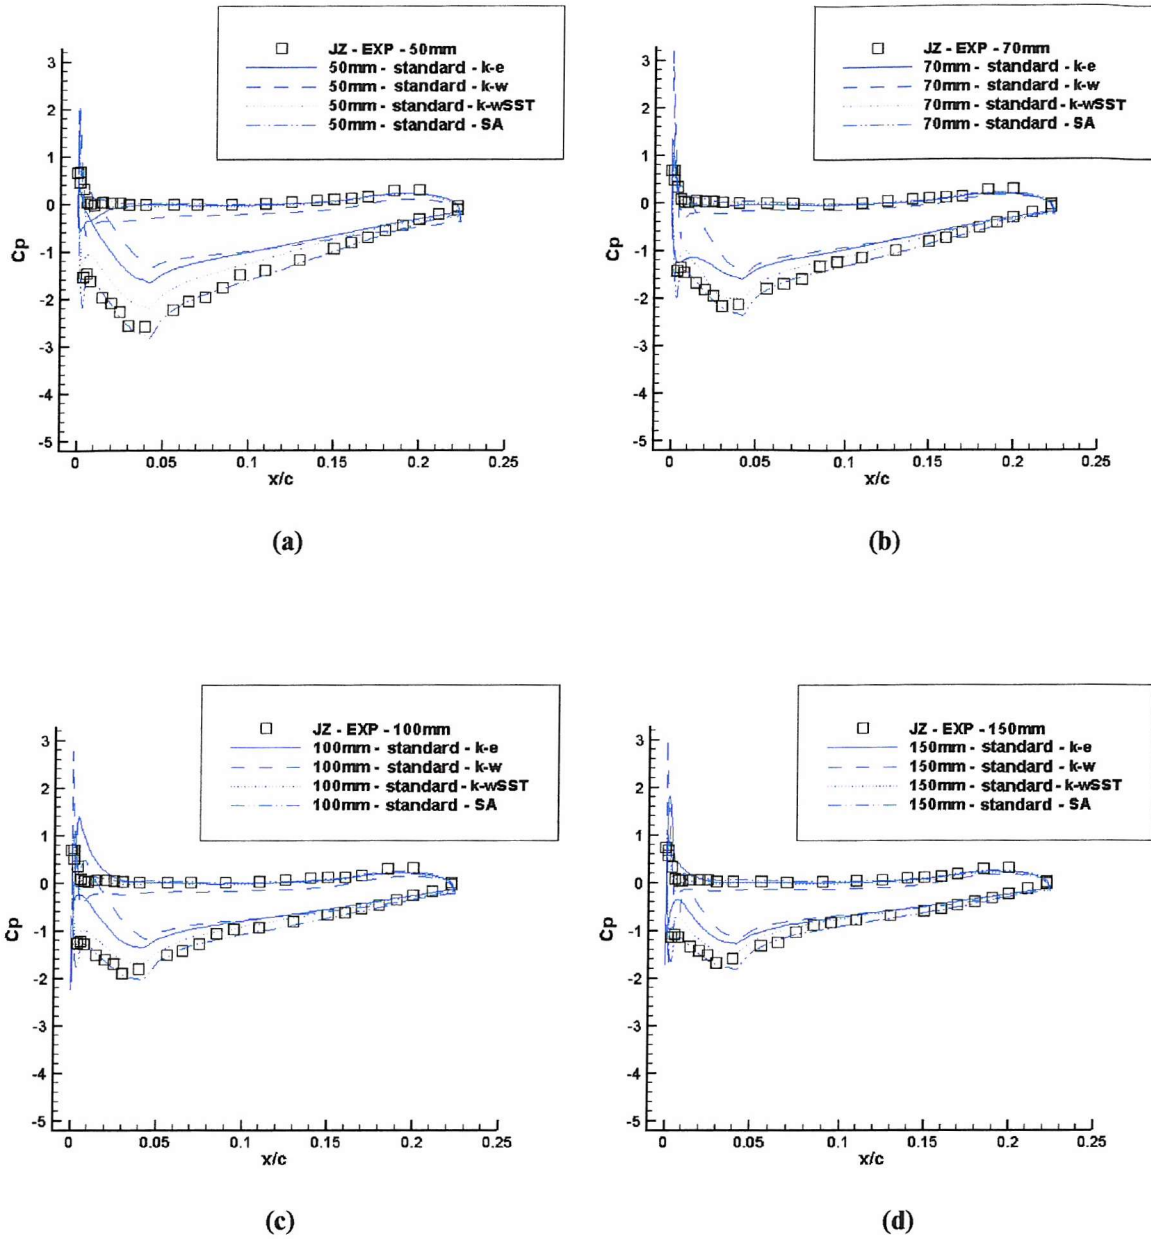 JZ - EXP - 50mm
50mm - standard - k-e
50mm - standard - k-w
50mm - standard - k-wSST
50mm - standard - SA
3
2
1
0
-1
-2
-3
-4
-5
Cp
0
0.05
0.1
0.15
0.2
0.25
x/c
(a)
JZ - EXP - 70mm
70mm - standard - k-e
70mm - standard - k-w
70mm - standard - k-wSST
70mm - standard - SA
3
2
1
0
-1
-2
-3
-4
-5
Cp
0
0.05
0.1
0.15
0.2
0.25
x/c
(b)
JZ - EXP - 100mm
100mm - standard - k-e
100mm - standard - k-w
100mm - standard - k-wSST
100mm - standard - SA
3
2
1
0
-1
-2
-3
-4
-5
Cp
0
0.05
0.1
0.15
0.2
0.25
x/c
(c)
JZ - EXP - 150mm
150mm - standard - k-e
150mm - standard - k-w
150mm - standard - k-wSST
150mm - standard - SA
3
2
1
0
-1
-2
-3
-4
-5
Cp
0
0.05
0.1
0.15
0.2
0.25
x/c
(d)